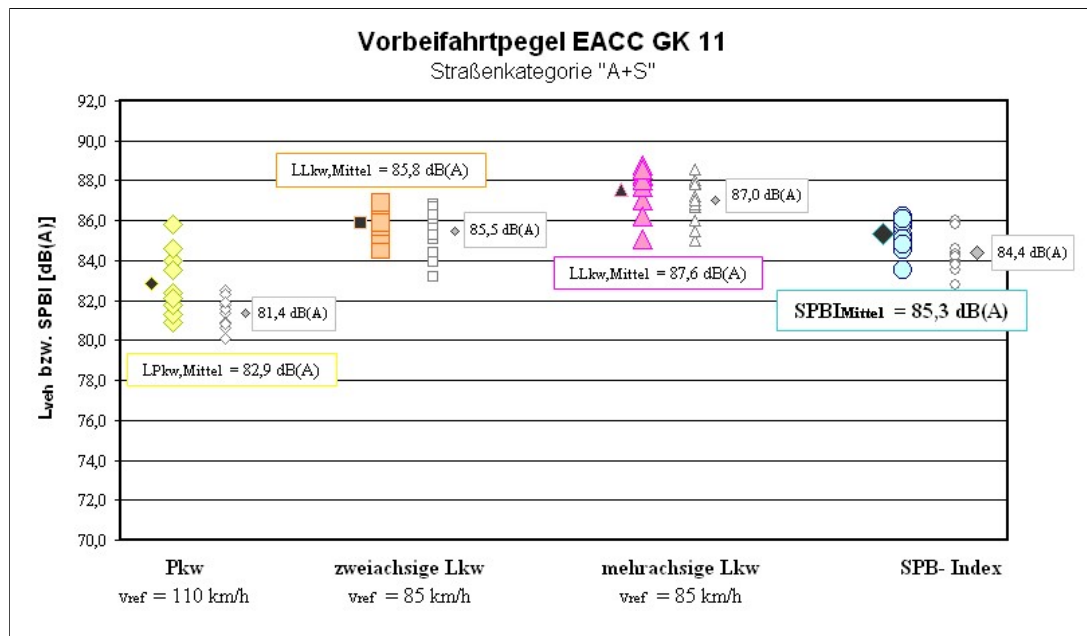 Vorbeifahrtpegel EACC GK 11
Straßenkategorie "A+S"
Lveh bzw. SPBI [dB(A)]
92,0
90,0
88,0
86,0
84,0
82,0
80,0
78,0
76,0
74,0
72,0
70,0
LLkw,Mittel = 85,8 dB(A)
87,0 dB(A)
85,5 dB(A)
84,4 dB(A)
LLkw,Mittel = 87,6 dB(A)
81,4 dB(A)
SPBIMittel = 85,3 dB(A)
LPkw,Mittel = 82,9 dB(A)
Pkw
vref = 110 km/h
zweiachsige Lkw
vref = 85 km/h
mehrachsige Lkw
vref = 85 km/h
SPB- Index